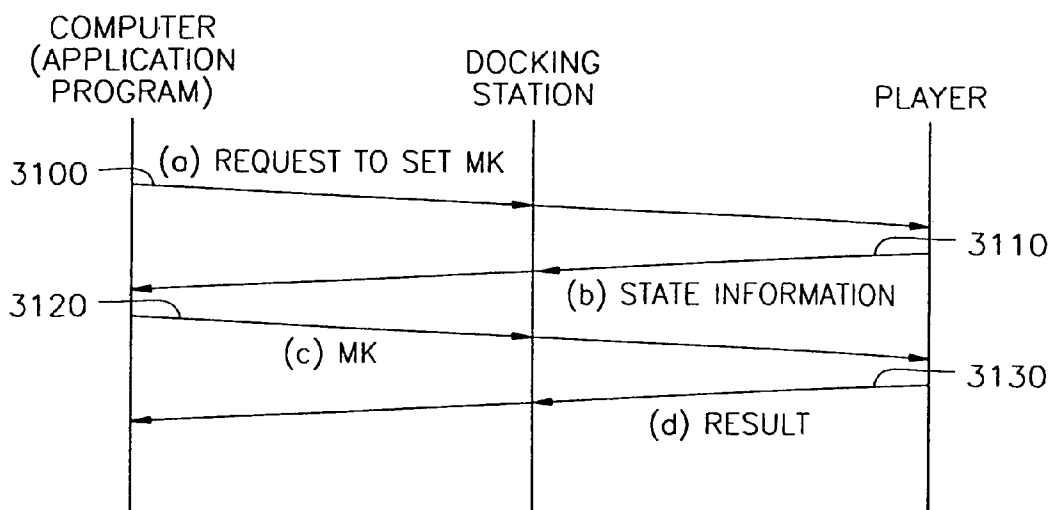 COMPUTER
(APPLICATION
PROGRAM)
DOCKING
STATION
PLAYER
3100
(a) REQUEST TO SET MK
3110
(b) STATE INFORMATION
3120
(c) MK
3130
(d) RESULT